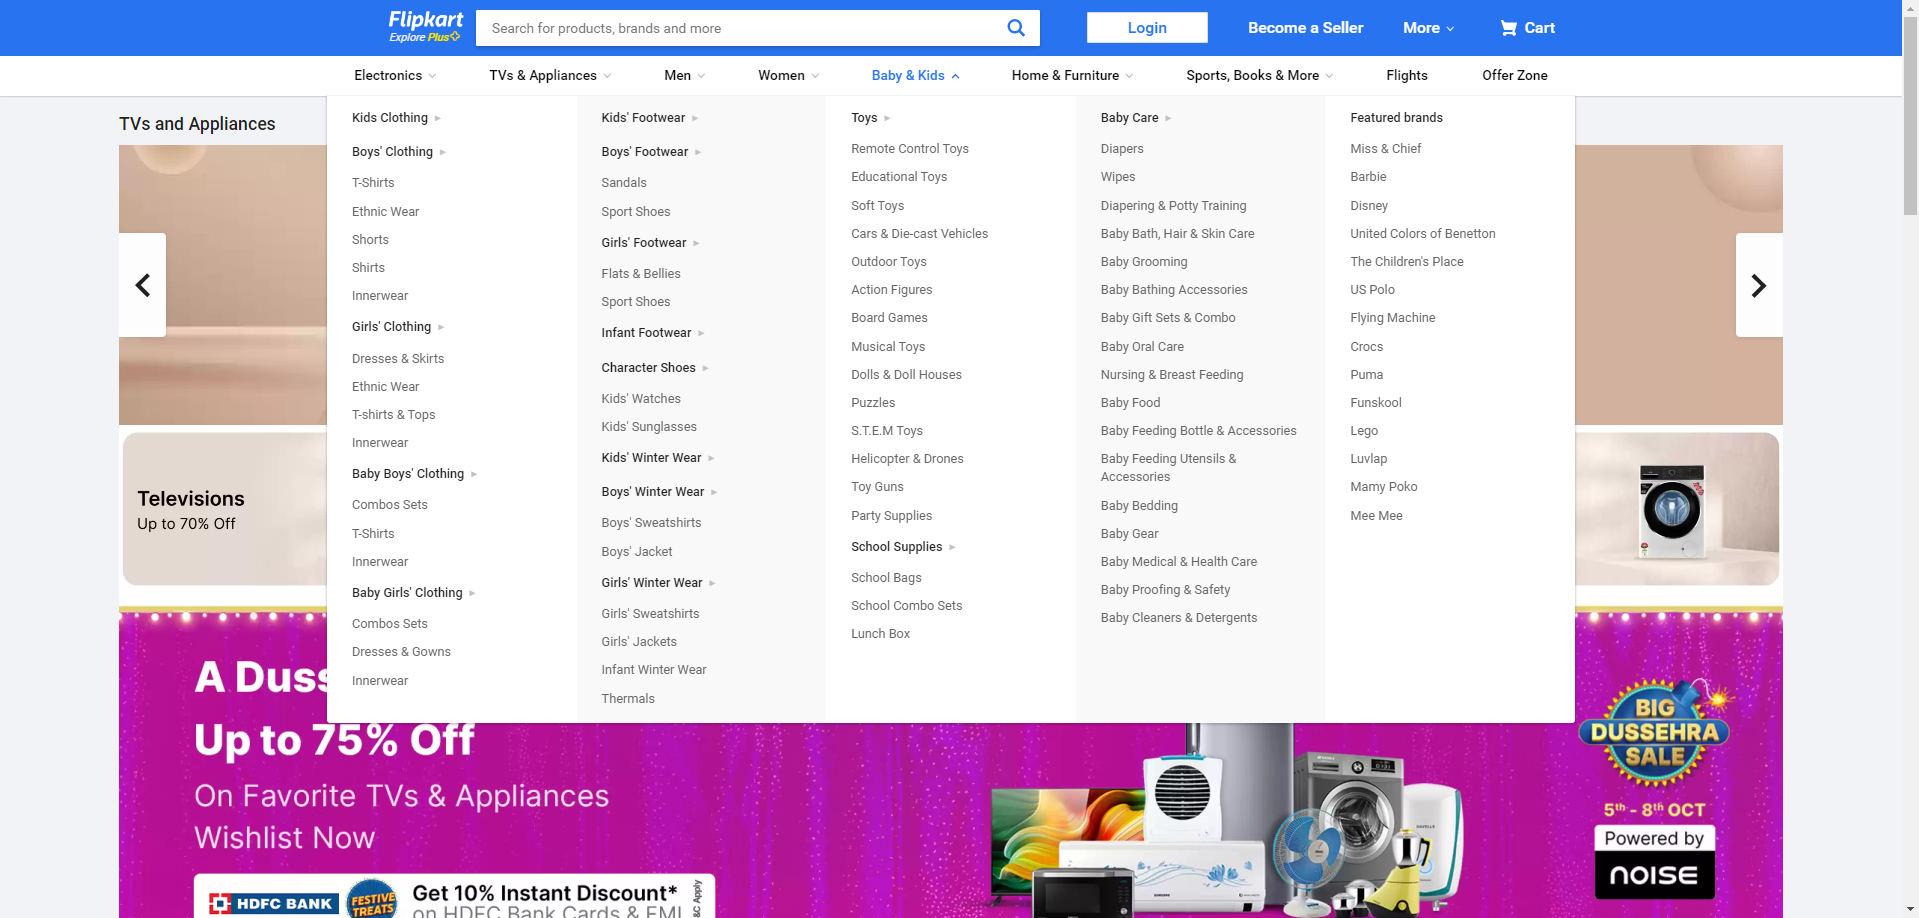 Flipkart
Explore Plus
Search for products, brands and more
Login
Become a Seller
More
Cart
Electronics
TVs & Appliances
Men
Women
Baby & Kids
Home & Furniture
Sports, Books & More
Flights
Offer Zone
TVs and Appliances
Kids Clothing
Boys' Clothing
T-Shirts
Ethnic Wear
Shorts
Shirts
Innerwear
Girls' Clothing
Dresses & Skirts
Ethnic Wear
T-shirts & Tops
Innerwear
Baby Boys' Clothing
Combos Sets
T-Shirts
Innerwear
Baby Girls' Clothing
Combos Sets
Dresses & Gowns
Innerwear
Kids' Footwear
Boys' Footwear
Sandals
Sport Shoes
Girls' Footwear
Flats & Bellies
Sport Shoes
Infant Footwear
Character Shoes
Kids' Watches
Kids' Sunglasses
Kids' Winter Wear
Boys' Winter Wear
Boys' Sweatshirts
Boys' Jacket
Girls' Winter Wear
Girls' Sweatshirts
Girls' Jackets
Infant Winter Wear
Thermals
Toys
Remote Control Toys
Educational Toys
Soft Toys
Cars & Die-cast Vehicles
Outdoor Toys
Action Figures
Board Games
Musical Toys
Dolls & Doll Houses
Puzzles
S.T.E.M Toys
Helicopter & Drones
Toy Guns
Party Supplies
School Supplies
School Bags
School Combo Sets
Lunch Box
Baby Care
Diapers
Wipes
Diapering & Potty Training
Baby Bath, Hair & Skin Care
Baby Grooming
Baby Bathing Accessories
Baby Gift Sets & Combo
Baby Oral Care
Nursing & Breast Feeding
Baby Food
Baby Feeding Bottle & Accessories
Baby Feeding Utensils &
Accessories
Baby Bedding
Baby Gear
Baby Medical & Health Care
Baby Proofing & Safety
Baby Cleaners & Detergents
Featured brands
Miss & Chief
Barbie
Disney
United Colors of Benetton
The Children's Place
US Polo
Flying Machine
Crocs
Puma
Funskool
Lego
Luvlap
Mamy Poko
Mee Mee
Televisions
Up to 70% Off
A Duss
Up to 75% Off
On Favorite TVs & Appliances
Wishlist Now
HDFC BANK
FESTIVE
TREATS
Get 10% Instant Discount*
on HDFC Bank Cards & EMI
&C Apply
BIG
DUSSEHRA
SALE
5th - 8th OCT
Powered by
NOISE